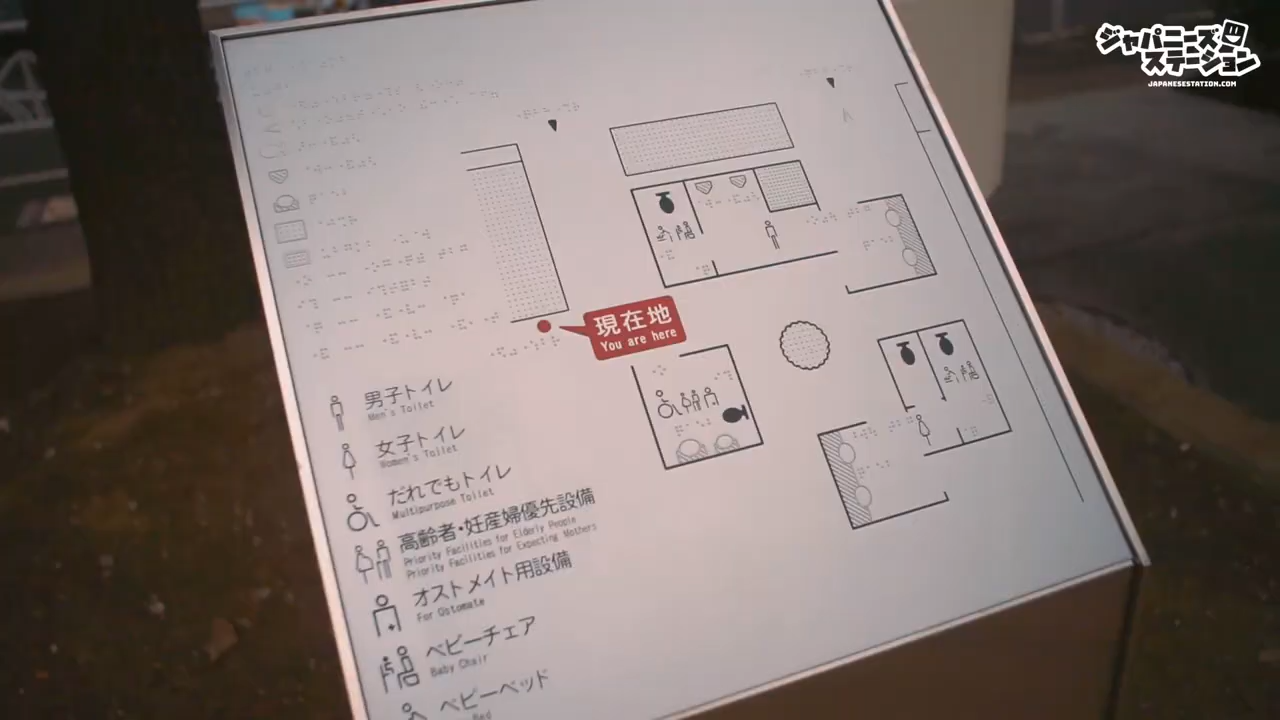 ジャパニーズ
ステーション
JAPANESESTATION.COM
現在地
You are here
男子トイレ
Men's Toilet
女子トイレ
Women's Toilet
だれでもトイレ
Multipurpose Toilet
高齢者・妊産婦優先設備
Priority Facilities for Elderly People
Priority Facilities for Expecting Mothers
オストメイト用設備
For Ostomate
ベビーチェア
Baby Chair
ベビーベッド
Bed